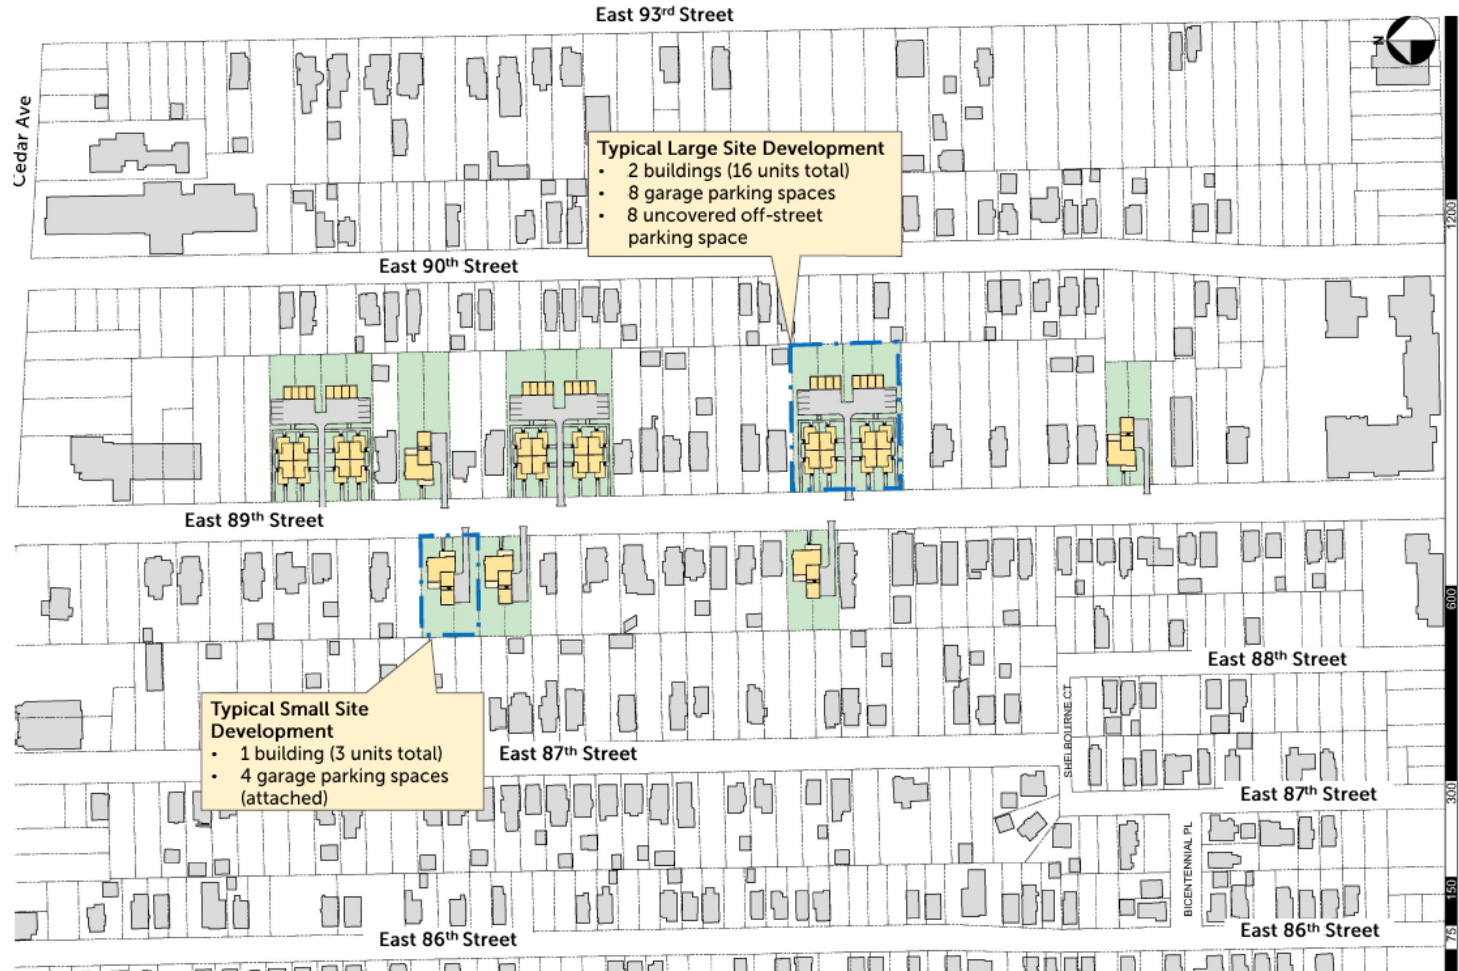 East 93rd Street
N
Cedar Ave
Typical Large Site Development
• 2 buildings (16 units total)
• 8 garage parking spaces
• 8 uncovered off-street
parking space
1200
East 90th Street
East 89th Street
600
East 88th Street
Typical Small Site
Development
• 1 building (3 units total)
• 4 garage parking spaces
(attached)
SHELBOURNE CT
East 87th Street
East 87th Street
300
BICENTENNIAL PL
150
East 86th Street
East 86th Street
75